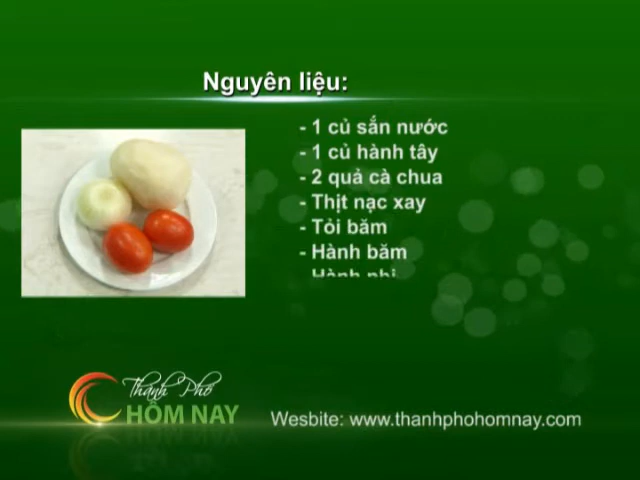 Nguyên liệu:
- 1 củ sắn nước
- 1 củ hành tây
- 2 quả cà chua
- Thịt nạc xay
- Tỏi băm
- Hành băm
Thành Phố
HÔM NAY
Wesbite: www.thanhphohomnay.com